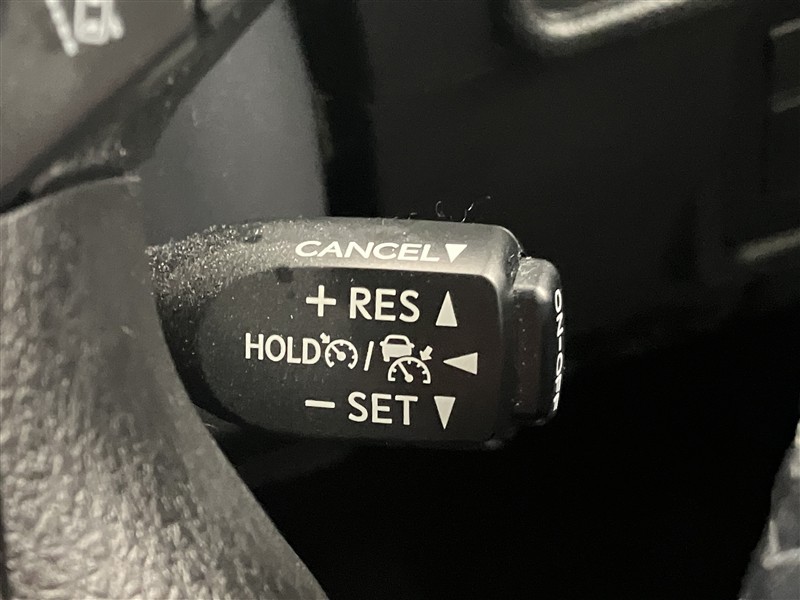 CANCEL▼
+ RES ▲
HOLD / ◀
− SET ▼
ON-OFF